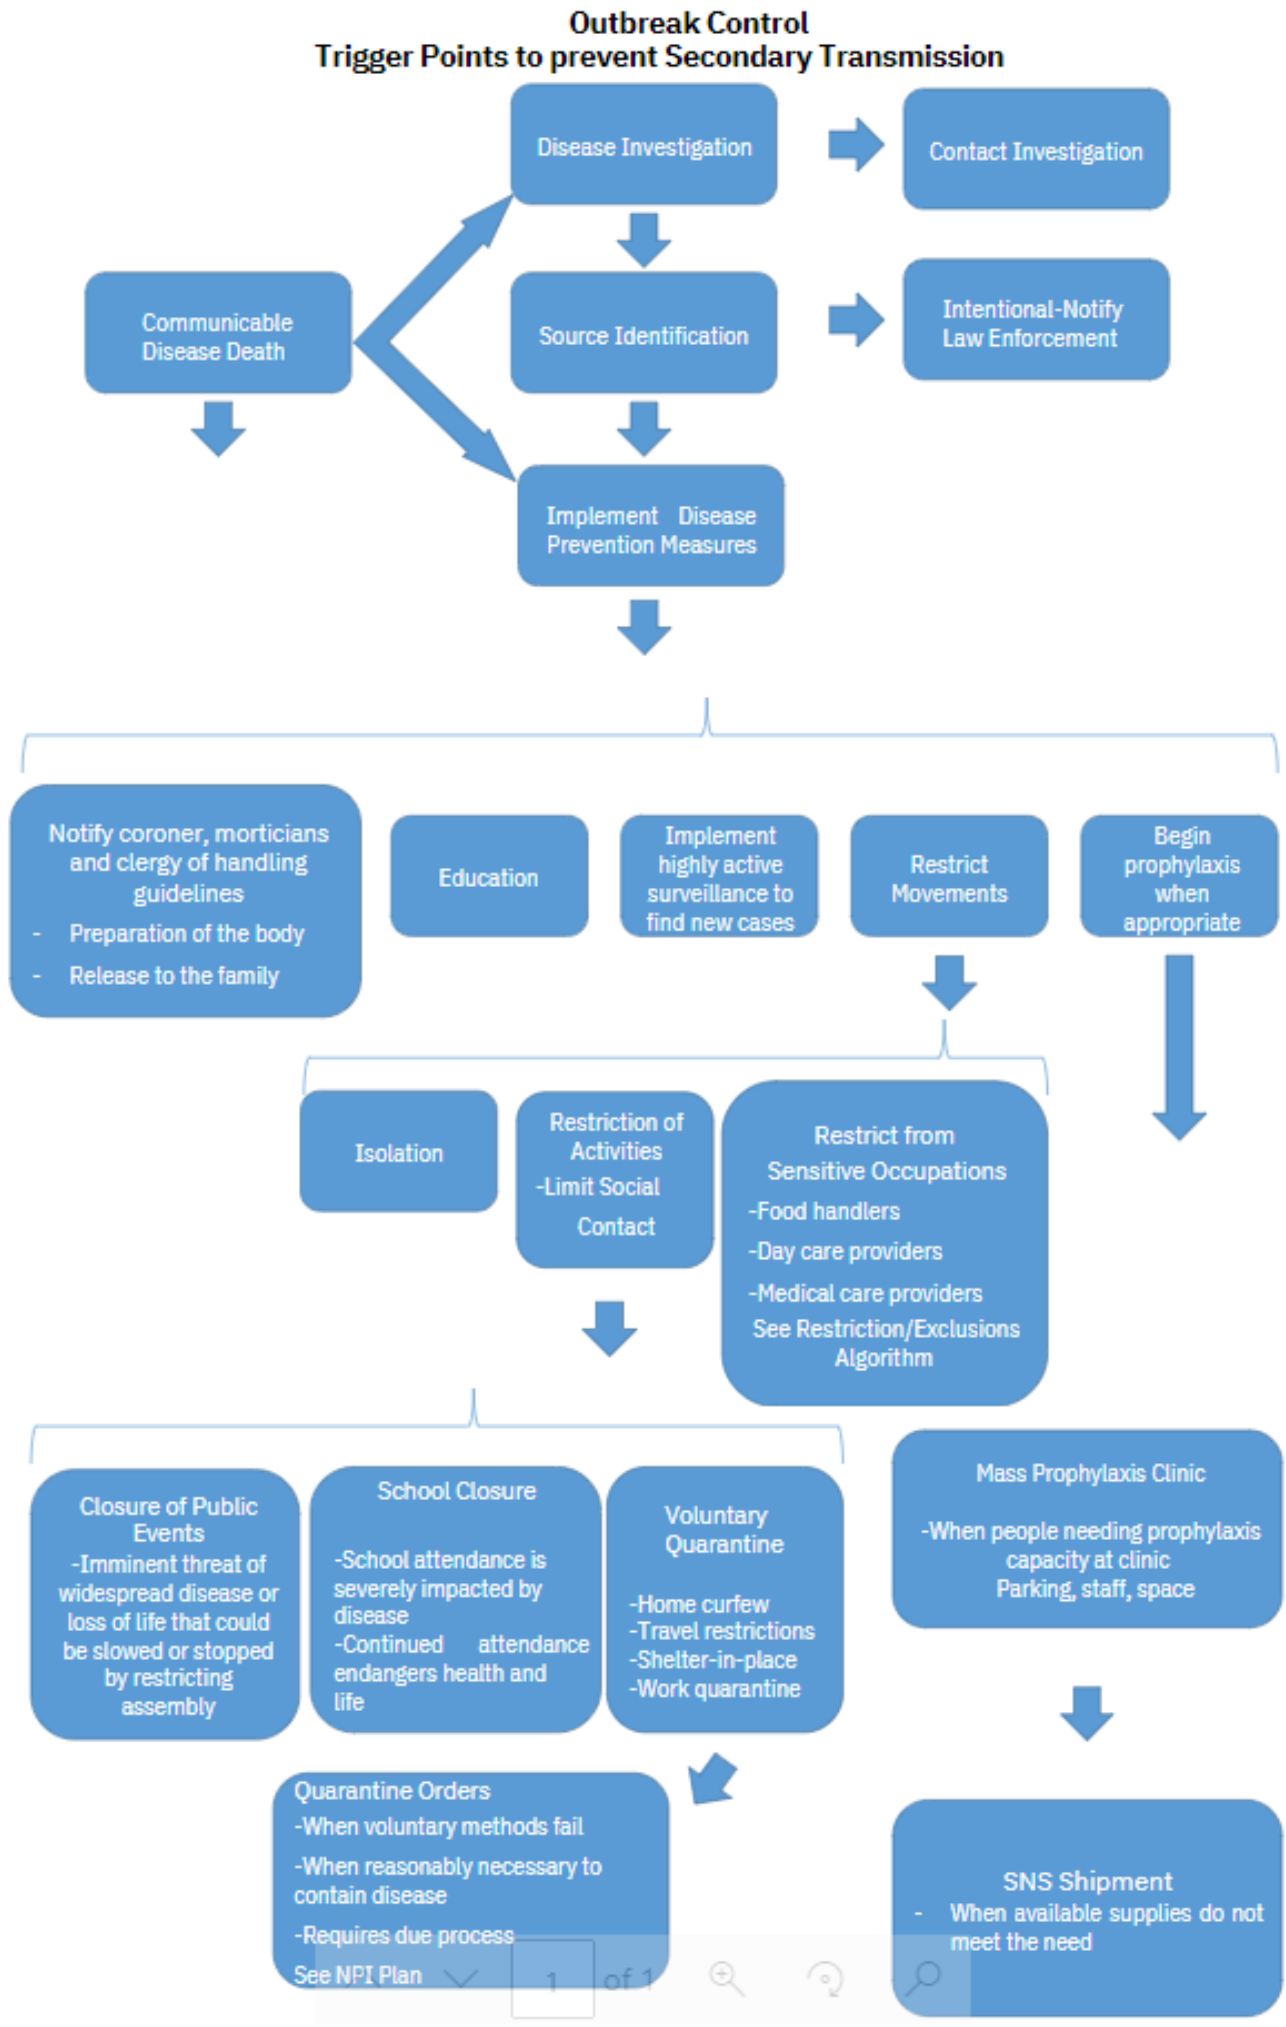 Outbreak Control
Trigger Points to prevent Secondary Transmission
Disease Investigation
Contact Investigation
Communicable
Disease Death
Source Identification
Intentional-Notify
Law Enforcement
Implement Disease
Prevention Measures
Notify coroner, morticians
and clergy of handling
guidelines
- Preparation of the body
- Release to the family
Education
Implement
highly active
surveillance to
find new cases
Restrict
Movements
Begin
prophylaxis
when
appropriate
Isolation
Restriction of
Activities
-Limit Social
Contact
Restrict from
Sensitive Occupations
-Food handlers
-Day care providers
-Medical care providers
See Restriction/Exclusions
Algorithm
Closure of Public
Events
-Imminent threat of
widespread disease or
loss of life that could
be slowed or stopped
by restricting
assembly
School Closure
-School attendance is
severely impacted by
disease
-Continued attendance
endangers health and
life
Voluntary
Quarantine
-Home curfew
-Travel restrictions
-Shelter-in-place
-Work quarantine
Mass Prophylaxis Clinic
-When people needing prophylaxis
capacity at clinic
Parking, staff, space
Quarantine Orders
-When voluntary methods fail
-When reasonably necessary to
contain disease
-Requires due process
See NPI Plan
SNS Shipment
- When available supplies do not
meet the need
1 of 1